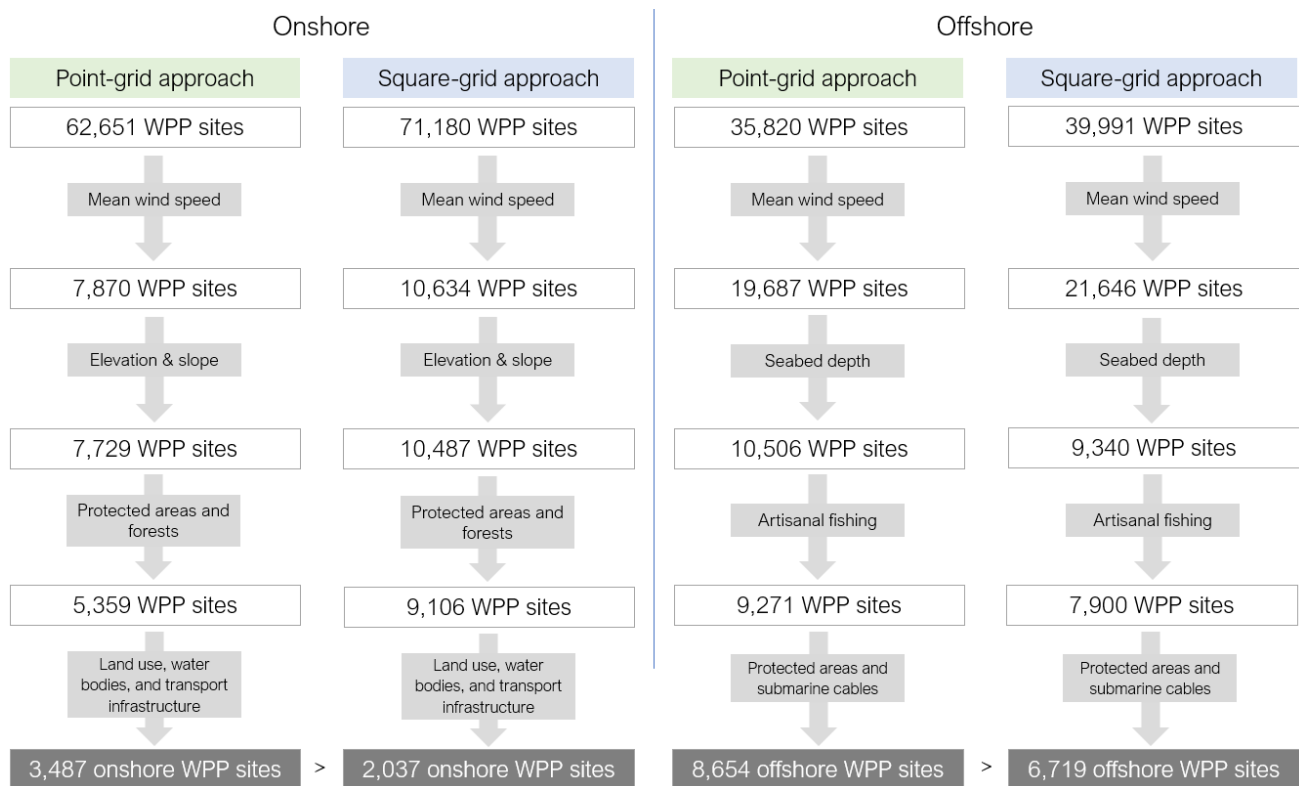 Onshore
Offshore
Point-grid approach
Square-grid approach
Point-grid approach
Square-grid approach
62,651 WPP sites
71,180 WPP sites
35,820 WPP sites
39,991 WPP sites
Mean wind speed
Mean wind speed
Mean wind speed
Mean wind speed
7,870 WPP sites
10,634 WPP sites
19,687 WPP sites
21,646 WPP sites
Elevation & slope
Elevation & slope
Seabed depth
Seabed depth
7,729 WPP sites
10,487 WPP sites
10,506 WPP sites
9,340 WPP sites
Protected areas and
forests
Protected areas and
forests
Artisanal fishing
Artisanal fishing
5,359 WPP sites
9,106 WPP sites
9,271 WPP sites
7,900 WPP sites
Land use, water
bodies, and transport
infrastructure
Land use, water
bodies, and transport
infrastructure
Protected areas and
submarine cables
Protected areas and
submarine cables
3,487 onshore WPP sites
>
2,037 onshore WPP sites
8,654 offshore WPP sites
>
6,719 offshore WPP sites